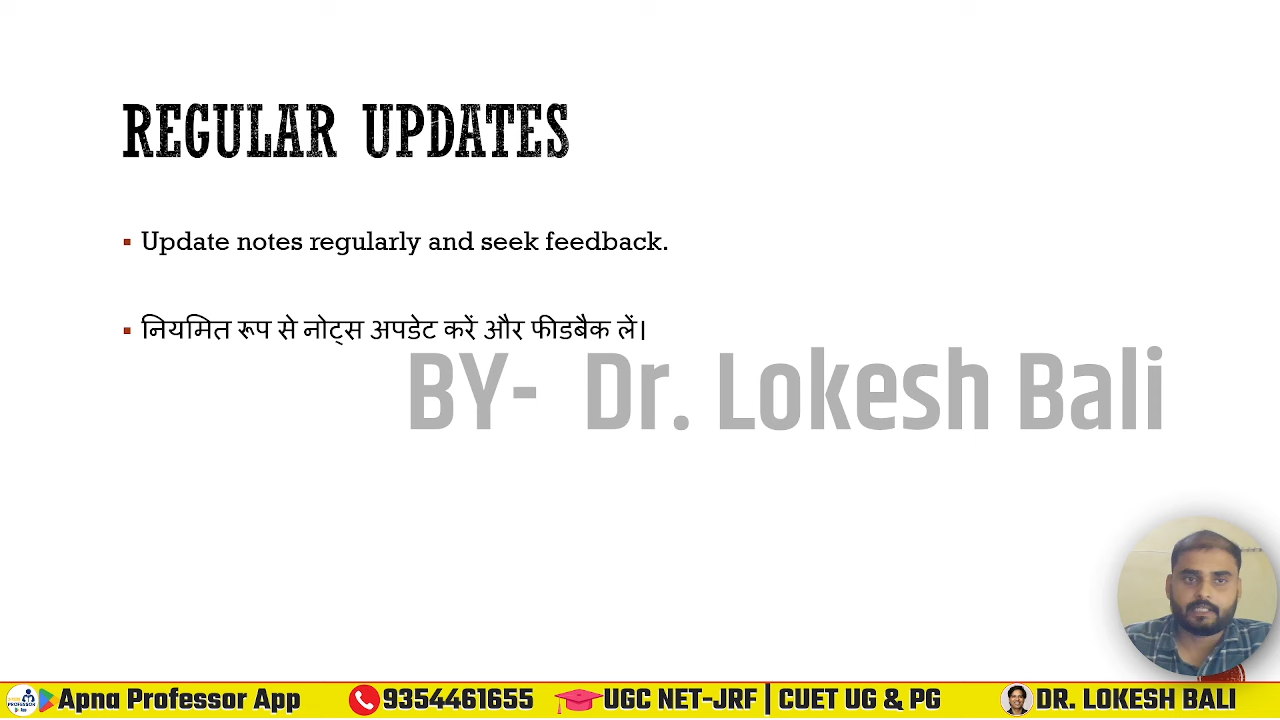 REGULAR UPDATES
Update notes regularly and seek feedback.
नियमित रूप से नोट्स अपडेट करें और फीडबैक लें।
BY- Dr. Lokesh Bali
Apna Professor App 9354461655 UGC NET-JRF | CUET UG & PG DR. LOKESH BALI